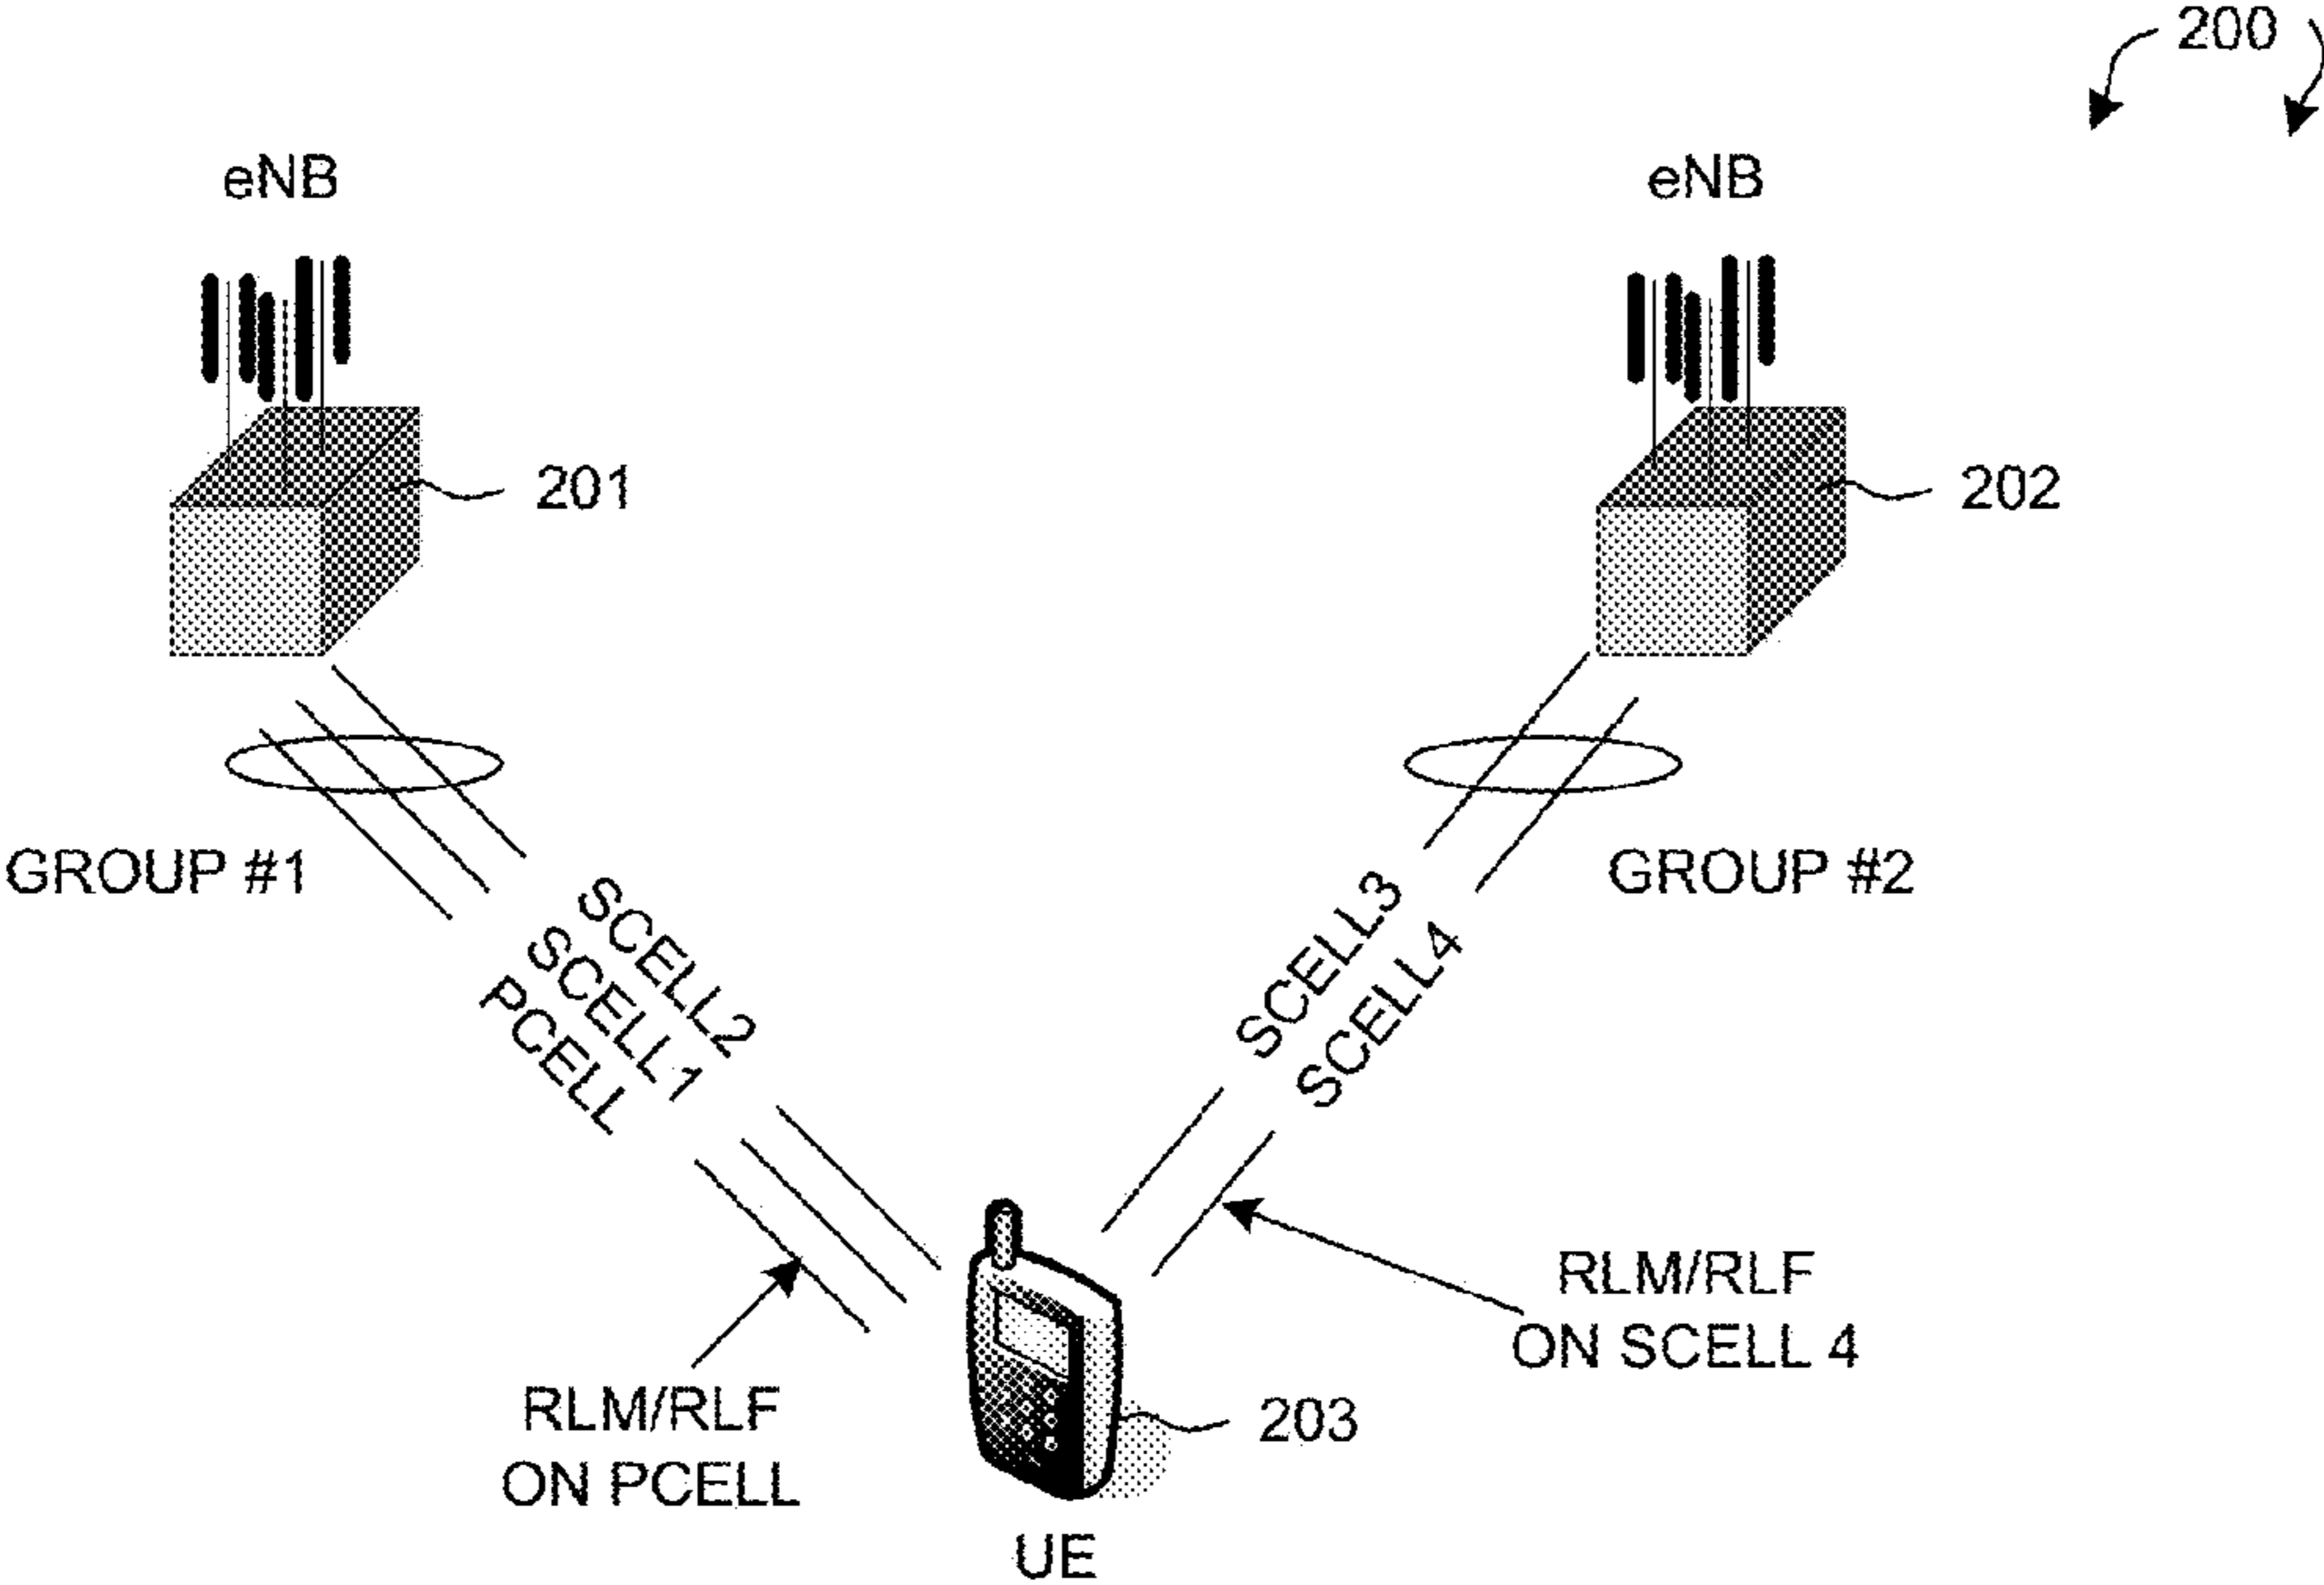 200
eNB
eNB
201
202
GROUP #1
GROUP #2
SCELL2
SCELL1
PCELL
SCELL3
SCELL4
RLM/RLF
ON SCELL 4
RLM/RLF
ON PCELL
203
UE